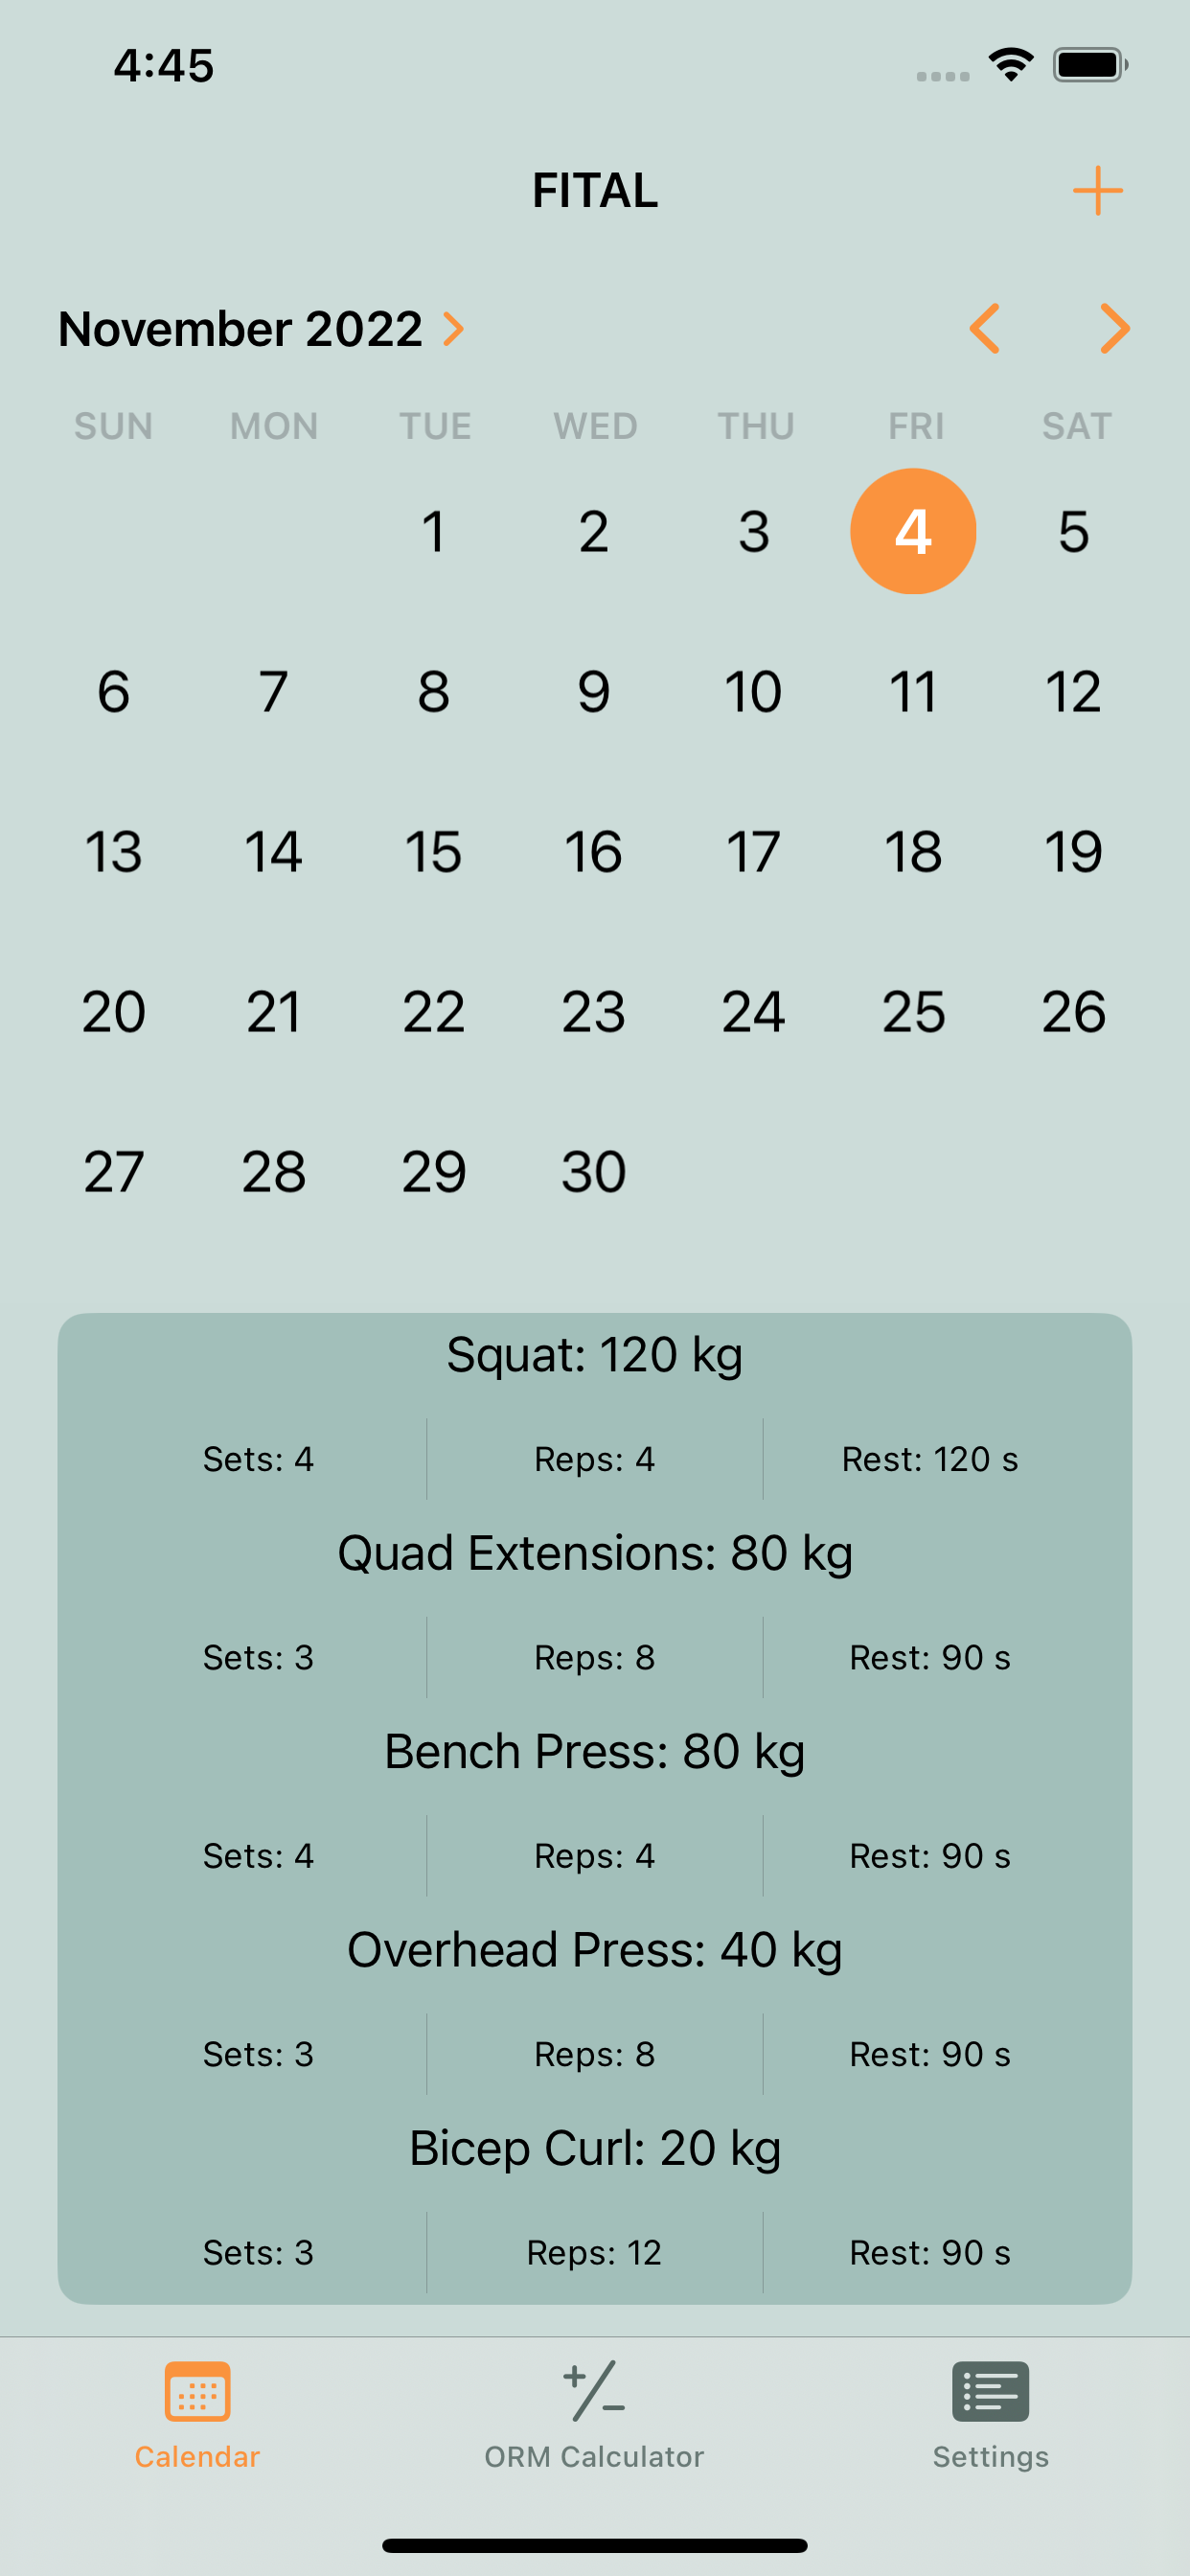 4:45
FITAL
November 2022
SUN MON TUE WED THU FRI SAT
1 2 3 4 5
6 7 8 9 10 11 12
13 14 15 16 17 18 19
20 21 22 23 24 25 26
27 28 29 30
Squat: 120 kg
Sets: 4 Reps: 4 Rest: 120 s
Quad Extensions: 80 kg
Sets: 3 Reps: 8 Rest: 90 s
Bench Press: 80 kg
Sets: 4 Reps: 4 Rest: 90 s
Overhead Press: 40 kg
Sets: 3 Reps: 8 Rest: 90 s
Bicep Curl: 20 kg
Sets: 3 Reps: 12 Rest: 90 s
Calendar ORM Calculator Settings